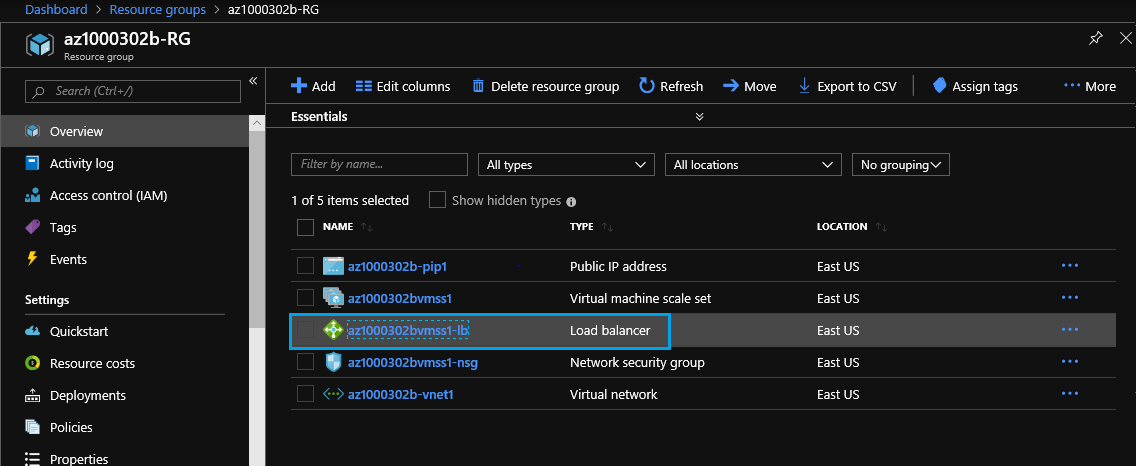 Dashboard > Resource groups > az1000302b-RG
az1000302b-RG
Resource group
Search (Ctrl+/)
«
Add
Edit columns
Delete resource group
Refresh
Move
Export to CSV
Assign tags
More
Overview
Activity log
Access control (IAM)
Tags
Events
Settings
Quickstart
Resource costs
Deployments
Policies
Properties
Essentials
Filter by name...
All types
All locations
No grouping
1 of 5 items selected
Show hidden types
NAME TYPE LOCATION
az1000302b-pip1 Public IP address East US
az1000302bvmss1 Virtual machine scale set East US
az1000302bvmss1-lb Load balancer East US
az1000302bvmss1-nsg Network security group East US
az1000302b-vnet1 Virtual network East US